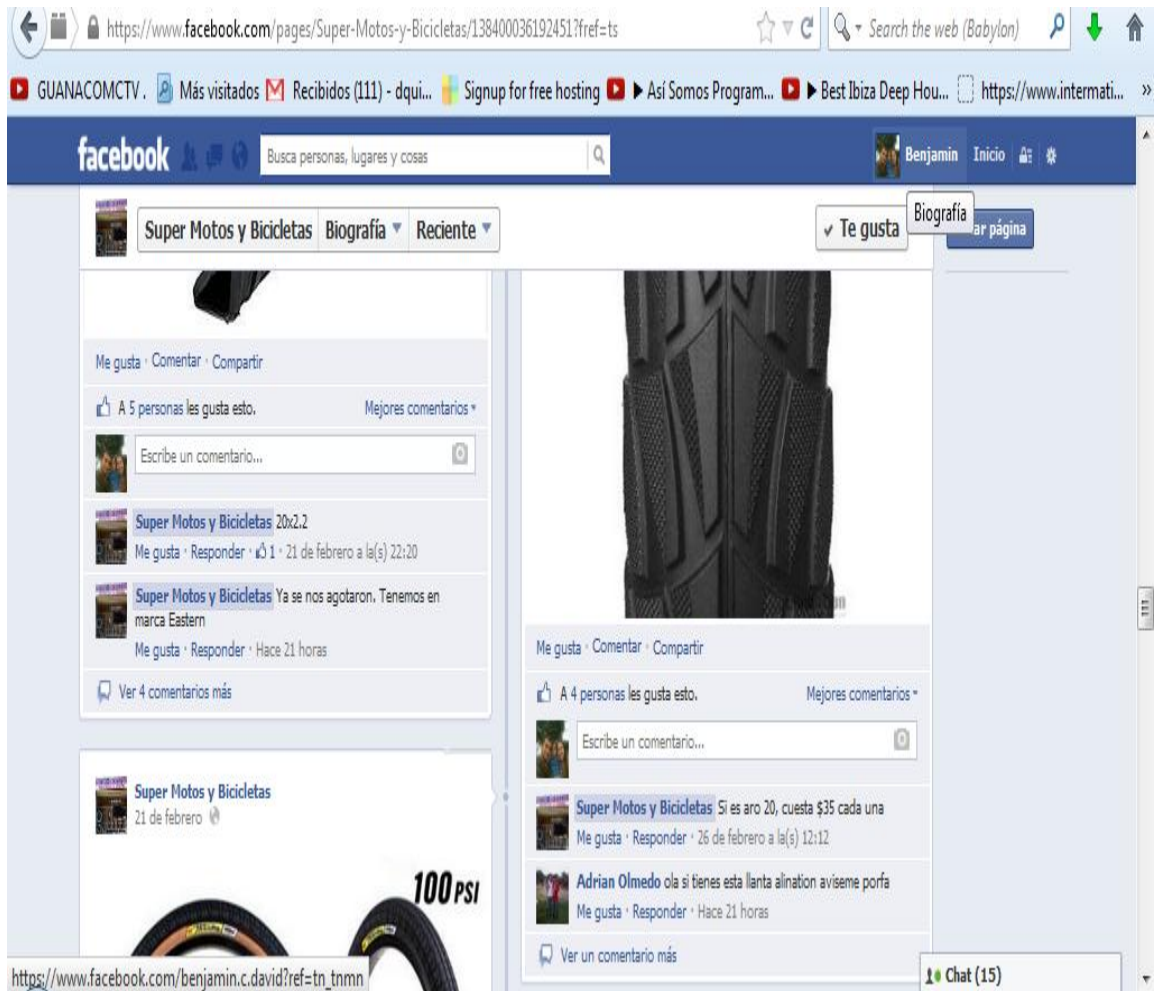 https://www.facebook.com/pages/Super-Motos-y-Bicicletas/138400036192451?fref=ts
Search the web (Babylon)
GUANACOMCTV .
Más visitados
Recibidos (111) - dqui...
Signup for free hosting
▶ Así Somos Program...
▶ Best Ibiza Deep Hou...
https://www.intermati...
»
facebook
Busca personas, lugares y cosas
Benjamin
Inicio
Biografía
Super Motos y Bicicletas
Biografía
Reciente
✓ Te gusta
ar página
Me gusta · Comentar · Compartir
A 5 personas les gusta esto.
Mejores comentarios
Escribe un comentario...
Super Motos y Bicicletas 20x2.2
Me gusta · Responder · 1 · 21 de febrero a la(s) 22:20
Super Motos y Bicicletas Ya se nos agotaron. Tenemos en
marca Eastern
Me gusta · Responder · Hace 21 horas
Ver 4 comentarios más
Super Motos y Bicicletas
21 de febrero
100 PSI
Me gusta · Comentar · Compartir
A 4 personas les gusta esto.
Mejores comentarios
Escribe un comentario...
Super Motos y Bicicletas Si es aro 20, cuesta $35 cada una
Me gusta · Responder · 26 de febrero a la(s) 12:12
Adrian Olmedo ola si tienes esta llanta alination aviseme porfa
Me gusta · Responder · Hace 21 horas
Ver un comentario más
https://www.facebook.com/benjamin.c.david?ref=tn_tnmn
Chat (15)